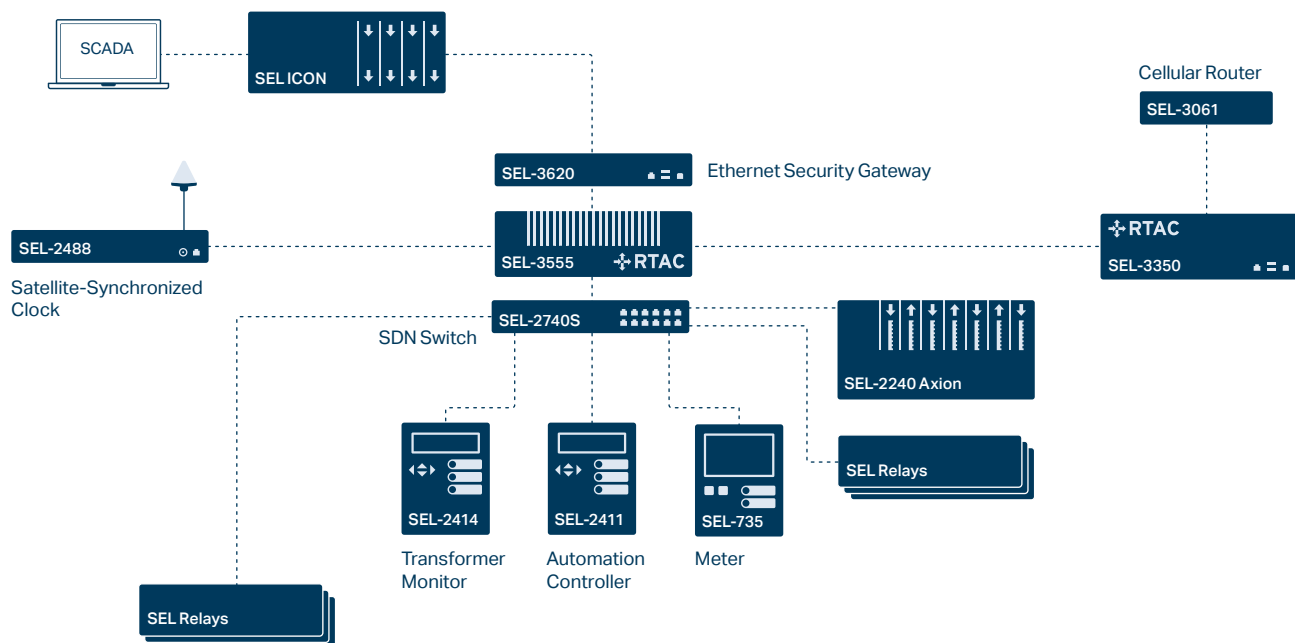 SCADA
SEL ICON
Cellular Router
SEL-3061
SEL-3620
Ethernet Security Gateway
SEL-2488
SEL-3555
RTAC
RTAC
SEL-3350
Satellite-Synchronized
Clock
SEL-2740S
SDN Switch
SEL-2240 Axion
SEL Relays
SEL-2414
SEL-2411
SEL-735
Transformer
Monitor
Automation
Controller
Meter
SEL Relays